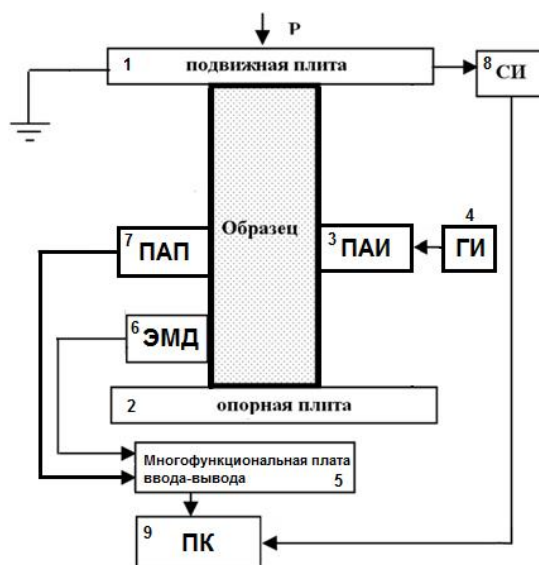 P
1 подвижная плита
8 СИ
Образец
7 ПАП
3 ПАИ
4
ГИ
6 ЭМД
2 опорная плита
Многофункциональная плата
ввода-вывода 5
9 ПК